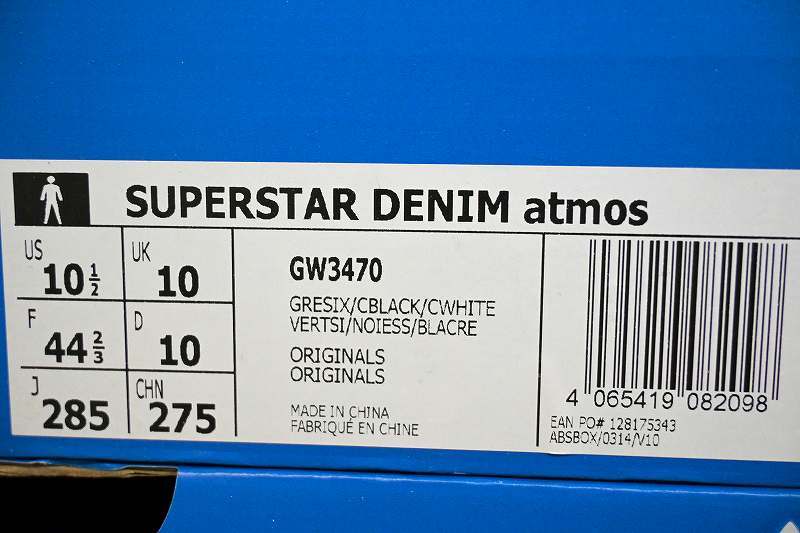 SUPERSTAR DENIM atmos
US 10 1/2
UK 10
F 44 2/3
D 10
J 285
CHN 275
GW3470
GRESIX/CBLACK/CWHITE
VERTSI/NOIESS/BLACRE
ORIGINALS
ORIGINALS
MADE IN CHINA
FABRIQUÉ EN CHINE
4 065419 082098
EAN PO# 128175343
ABSBOX/0314/V10